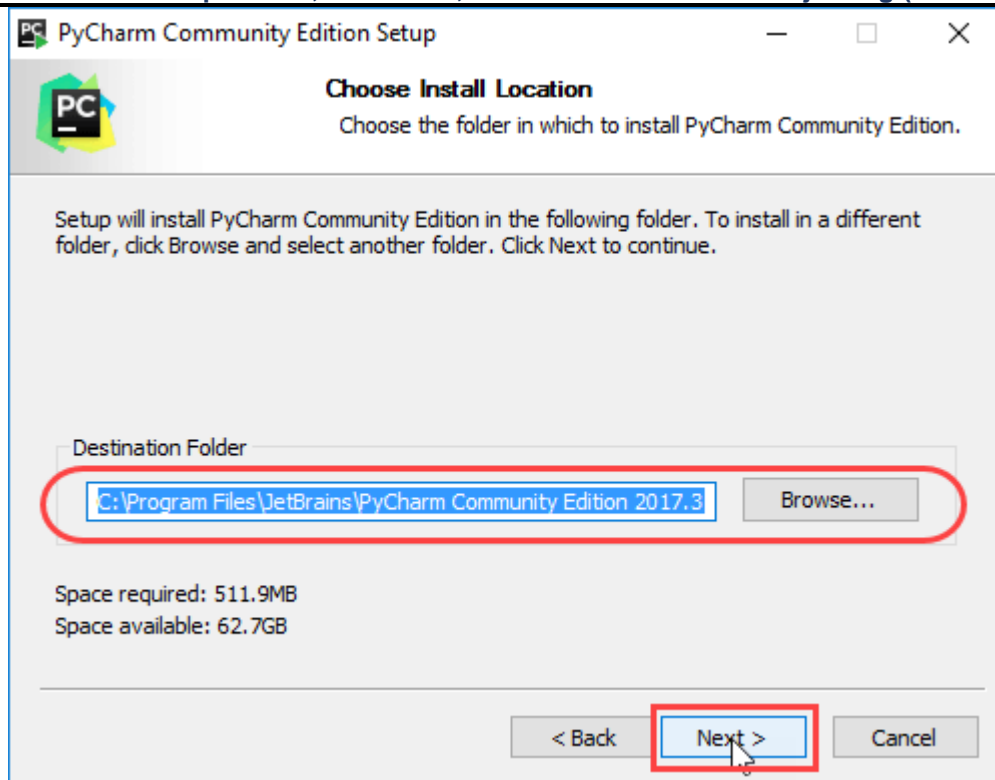 PyCharm Community Edition Setup
PC
Choose Install Location
Choose the folder in which to install PyCharm Community Edition.
Setup will install PyCharm Community Edition in the following folder. To install in a different
folder, click Browse and select another folder. Click Next to continue.
Destination Folder
C:\Program Files\JetBrains\PyCharm Community Edition 2017.3
Browse...
Space required: 511.9MB
Space available: 62.7GB
< Back
Next >
Cancel